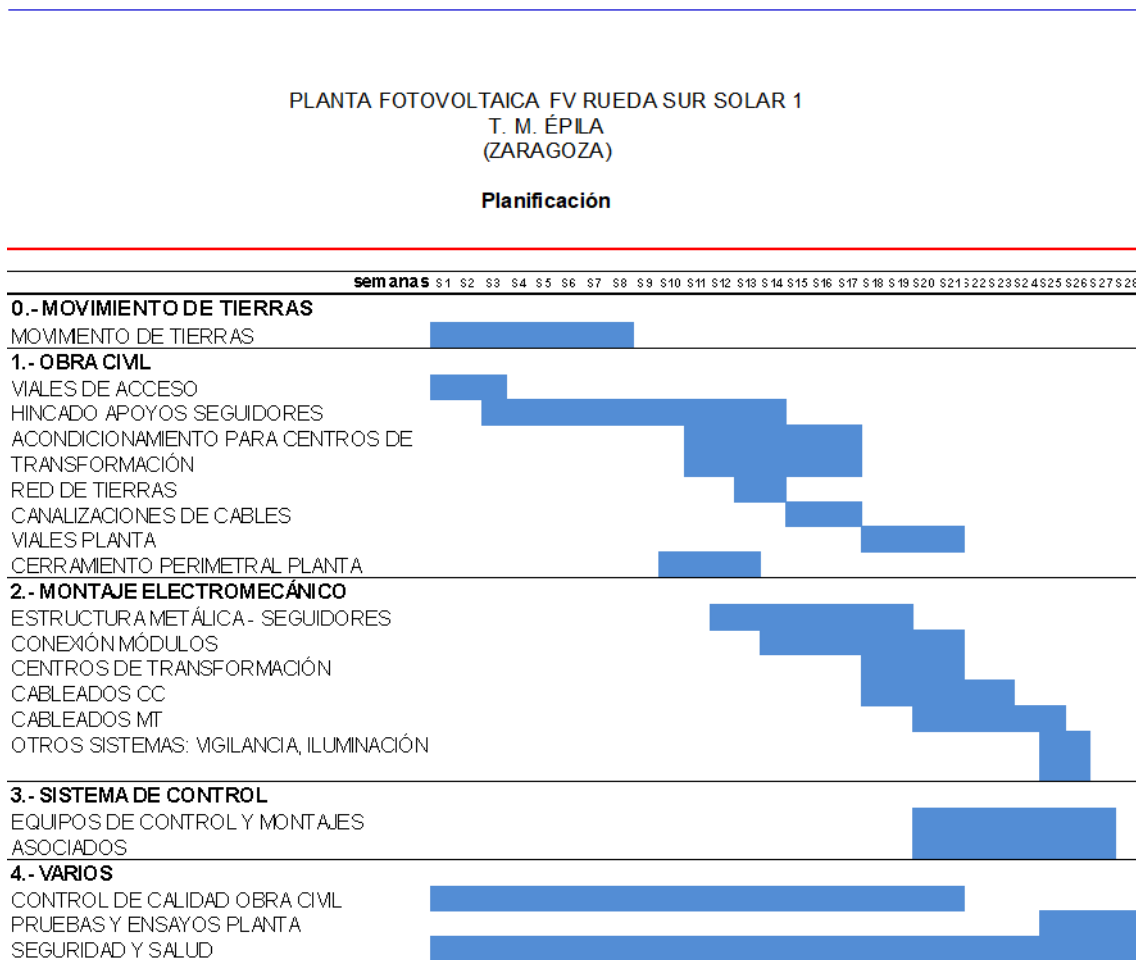 PLANTA FOTOVOLTAICA FV RUEDA SUR SOLAR 1
T. M. ÉPILA
(ZARAGOZA)
Planificación
semanas S1 S2 S3 S4 S5 S6 S7 S8 S9 S10 S11 S12 S13 S14 S15 S16 S17 S18 S19 S20 S21 S22 S23 S24 S25 S26 S27 S28
0.- MOVIMIENTO DE TIERRAS
MOVIMIENTO DE TIERRAS
1.- OBRA CIVIL
VIALES DE ACCESO
HINCADO APOYOS SEGUIDORES
ACONDICIONAMIENTO PARA CENTROS DE
TRANSFORMACIÓN
RED DE TIERRAS
CANALIZACIONES DE CABLES
VIALES PLANTA
CERRAMIENTO PERIMETRAL PLANTA
2.- MONTAJE ELECTROMECÁNICO
ESTRUCTURA METÁLICA - SEGUIDORES
CONEXIÓN MÓDULOS
CENTROS DE TRANSFORMACIÓN
CABLEADOS CC
CABLEADOS MT
OTROS SISTEMAS: VIGILANCIA, ILUMINACIÓN
3.- SISTEMA DE CONTROL
EQUIPOS DE CONTROL Y MONTAJES
ASOCIADOS
4.- VARIOS
CONTROL DE CALIDAD OBRA CIVIL
PRUEBAS Y ENSAYOS PLANTA
SEGURIDAD Y SALUD